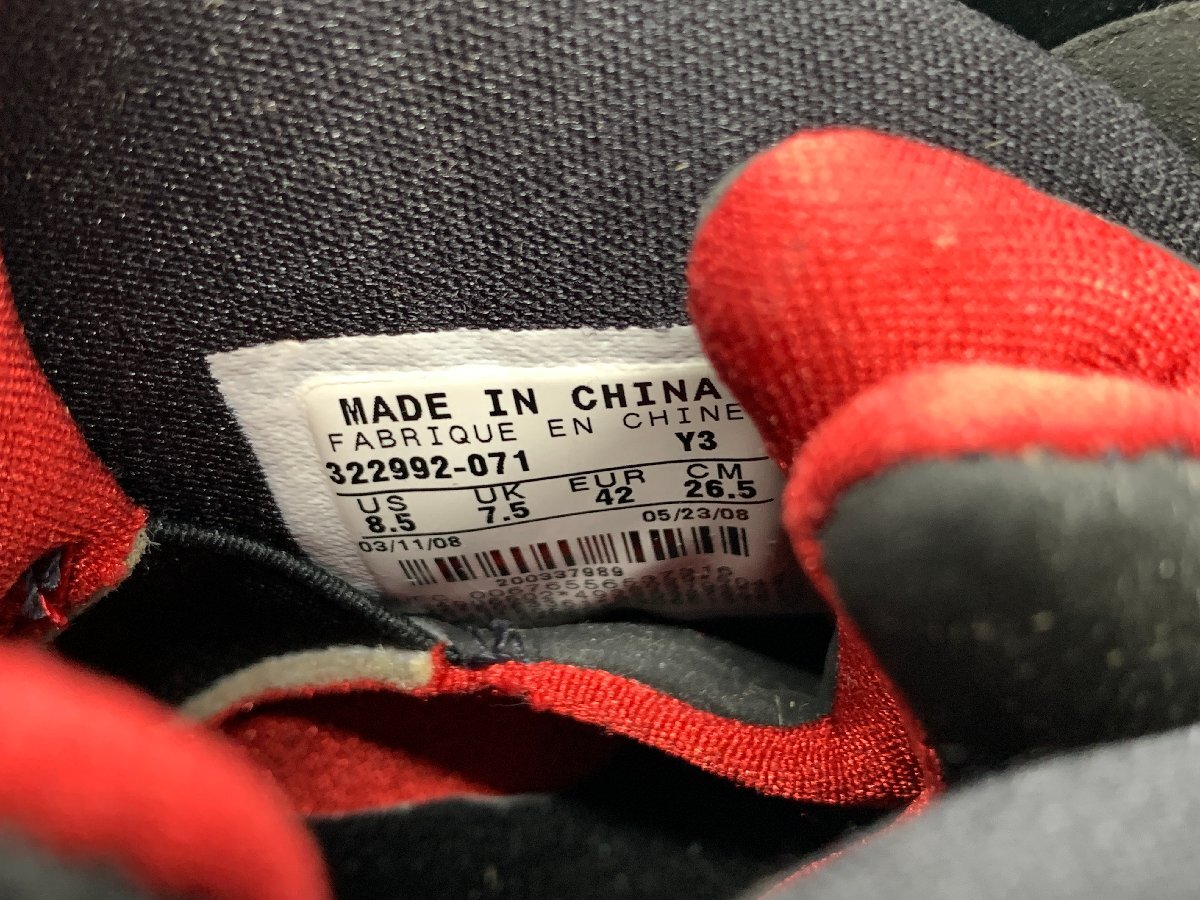 MADE IN CHINA
FABRIQUE EN CHINE
322992-071 Y3
US UK EUR CM
8.5 7.5 42 26.5
03/11/08 05/23/08
200337989